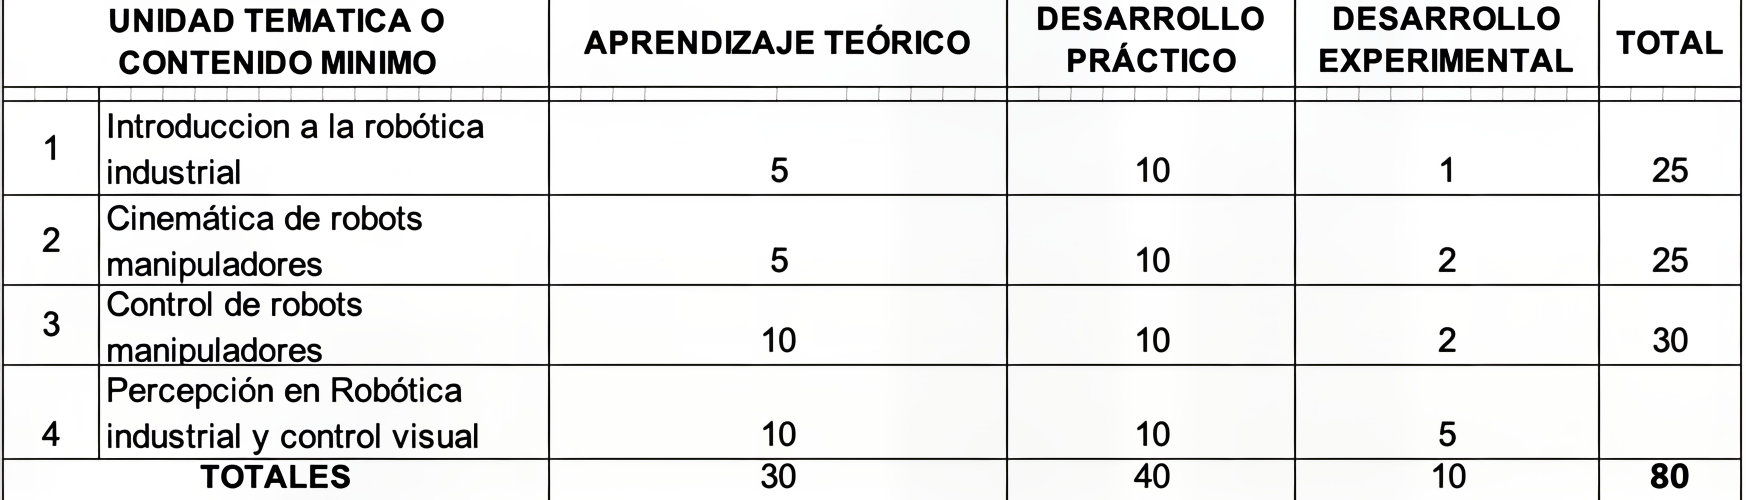 UNIDAD TEMATICA O
CONTENIDO MINIMO
APRENDIZAJE TEÓRICO
DESARROLLO
PRÁCTICO
DESARROLLO
EXPERIMENTAL
TOTAL
1
Introduccion a la robótica
industrial
5
10
1
25
2
Cinemática de robots
manipuladores
5
10
2
25
3
Control de robots
manipuladores
10
10
2
30
4
Percepción en Robótica
industrial y control visual
10
10
5
TOTALES
30
40
10
80